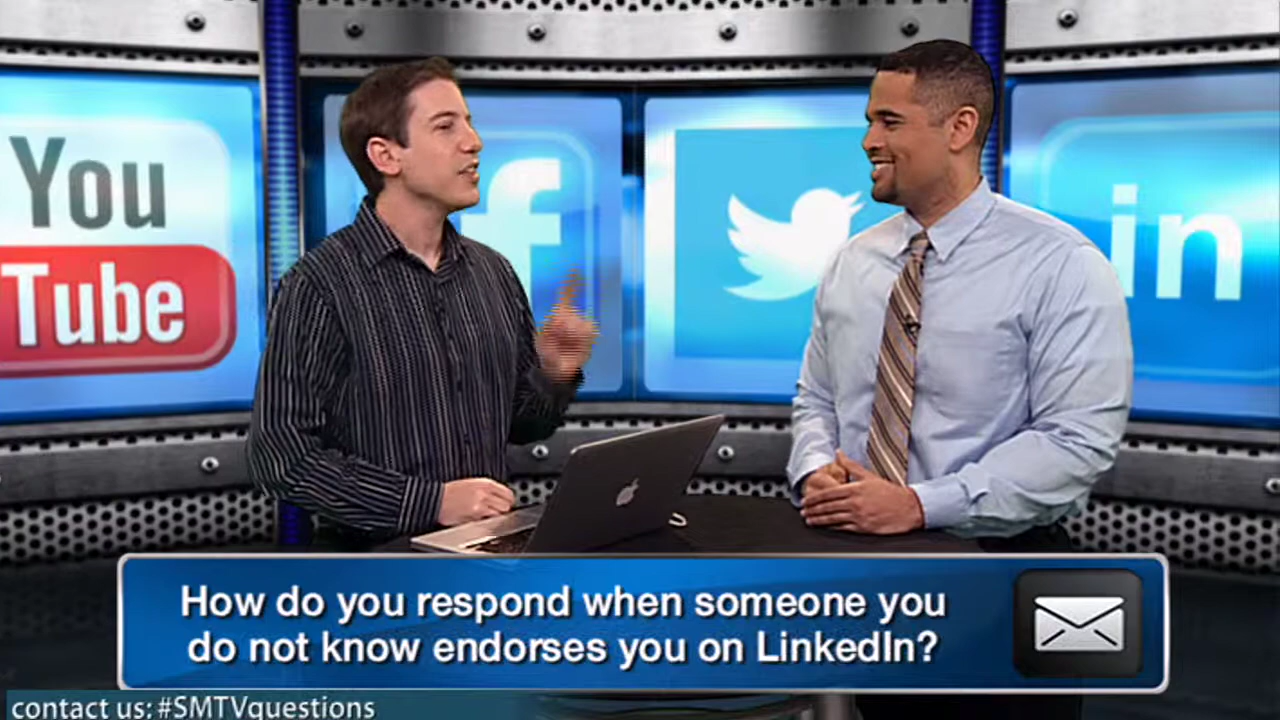 You
Tube
f
in
How do you respond when someone you
do not know endorses you on LinkedIn?
contact us: #SMTVquestions